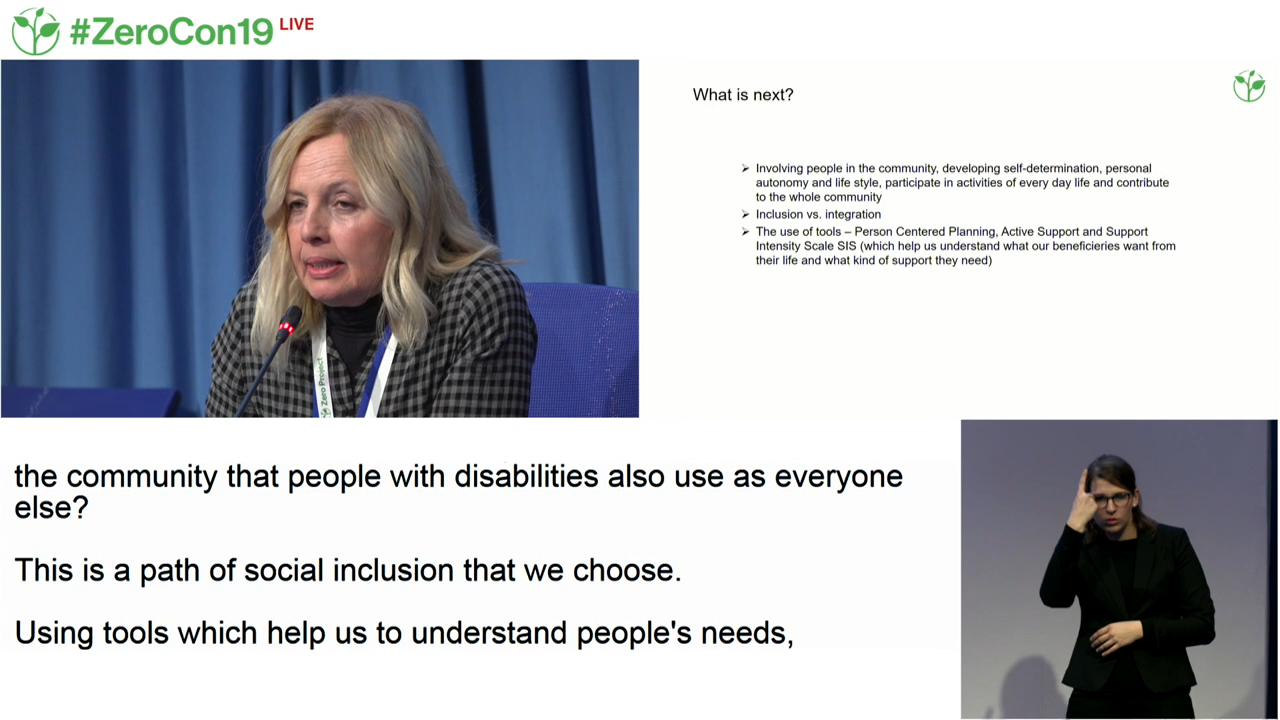 #ZeroCon19 LIVE
What is next?
➢ Involving people in the community, developing self-determination, personal
autonomy and life style, participate in activities of every day life and contribute
to the whole community
➢ Inclusion vs. integration
➢ The use of tools – Person Centered Planning, Active Support and Support
Intensity Scale SIS (which help us understand what our beneficieries want from
their life and what kind of support they need)
Zero Project
the community that people with disabilities also use as everyone
else?
This is a path of social inclusion that we choose.
Using tools which help us to understand people's needs,